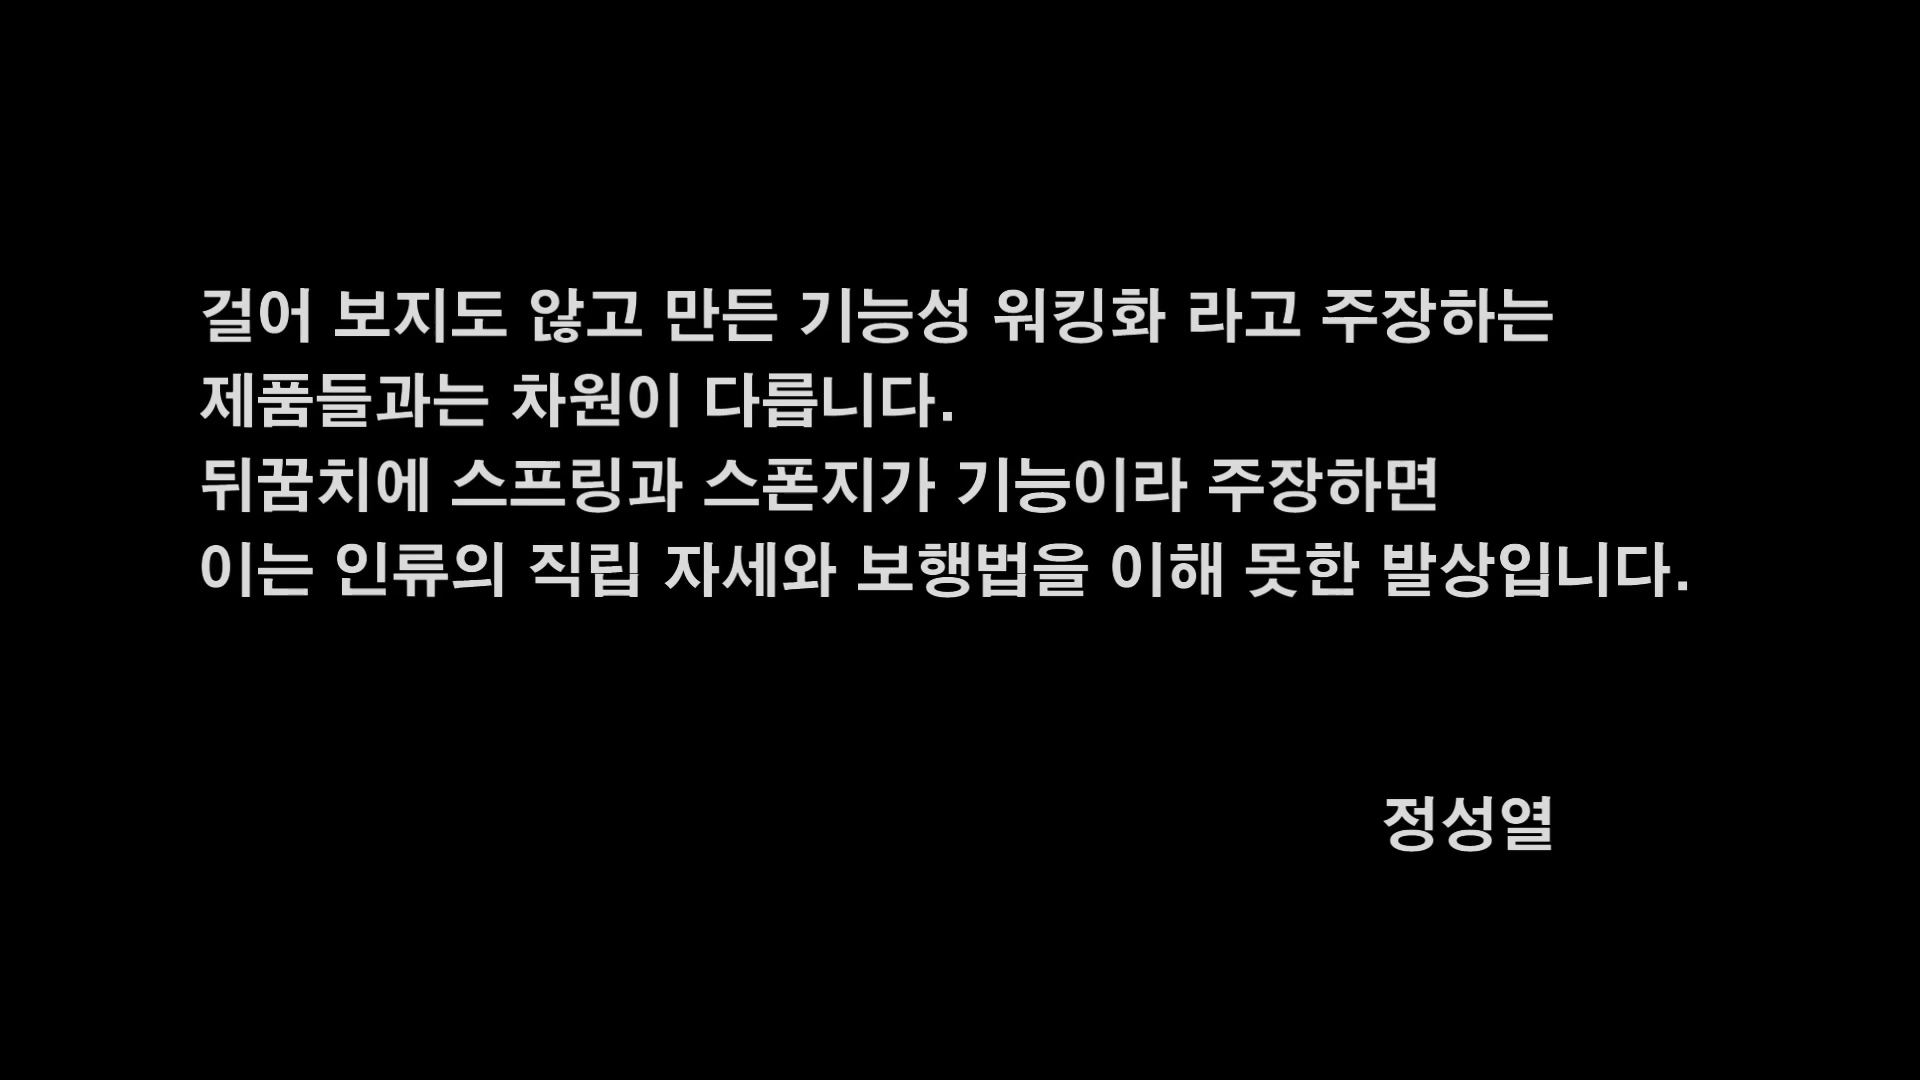 걸어 보지도 않고 만든 기능성 워킹화 라고 주장하는
제품들과는 차원이 다릅니다.
뒤꿈치에 스프링과 스폰지가 기능이라 주장하면
이는 인류의 직립 자세와 보행법을 이해 못한 발상입니다.
정성열